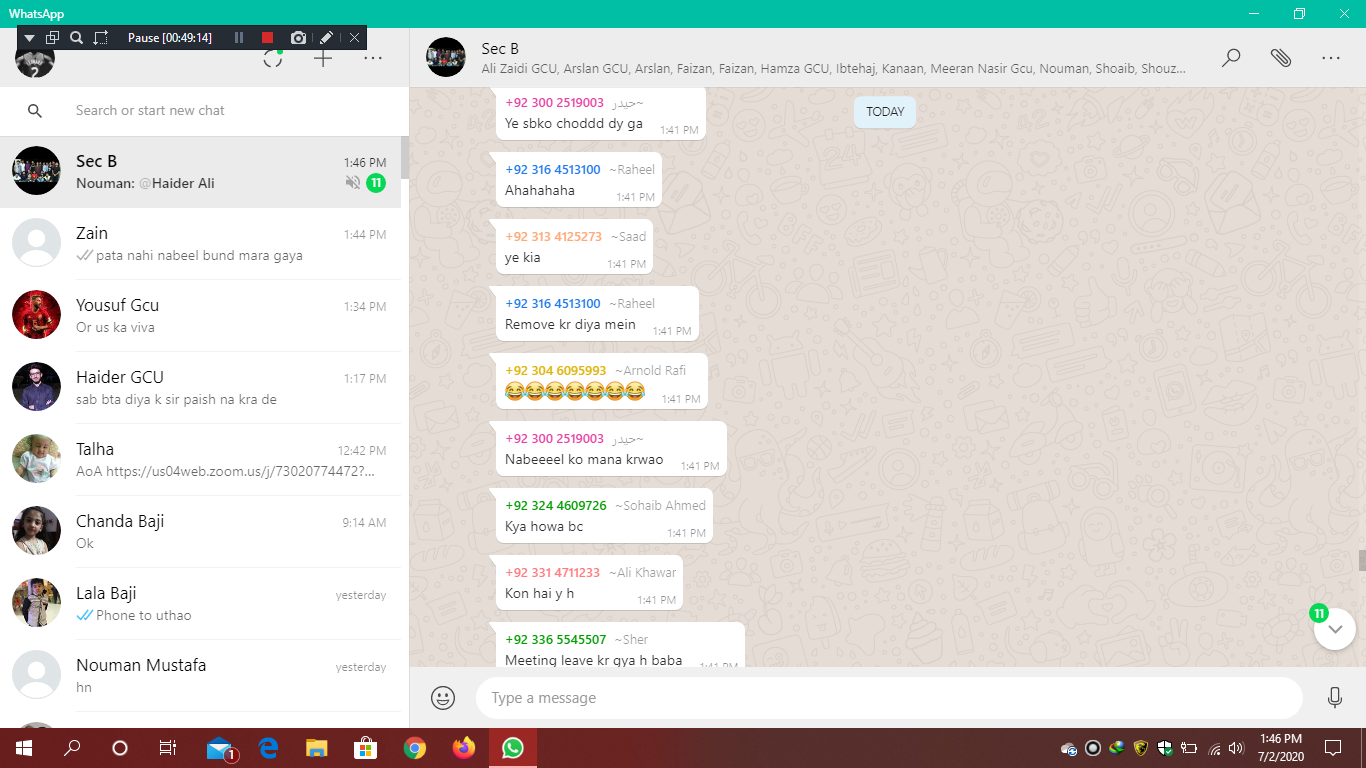 WhatsApp
Pause [00:49:14]
2
Search or start new chat
Sec B
1:46 PM
Nouman: @Haider Ali
11
Zain
1:44 PM
pata nahi nabeel bund mara gaya
Yousuf Gcu
1:34 PM
Or us ka viva
Haider GCU
1:17 PM
sab bta diya k sir paish na kra de
Talha
12:42 PM
AoA https://us04web.zoom.us/j/73020774472?...
Chanda Baji
9:14 AM
Ok
Lala Baji
yesterday
Phone to uthao
Nouman Mustafa
yesterday
hn
Sec B
Ali Zaidi GCU, Arslan GCU, Arslan, Faizan, Faizan, Hamza GCU, Ibtehaj, Kanaan, Meeran Nasir Gcu, Nouman, Shoaib, Shouz...
TODAY
+92 300 2519003 ~حیدر
Ye sbko choddd dy ga
1:41 PM
+92 316 4513100 ~Raheel
Ahahahaha
1:41 PM
+92 313 4125273 ~Saad
ye kia
1:41 PM
+92 316 4513100 ~Raheel
Remove kr diya mein
1:41 PM
+92 304 6095993 ~Arnold Rafi
😂😂😂😂😂😂😂
1:41 PM
+92 300 2519003 ~حیدر
Nabeeeel ko mana krwao
1:41 PM
+92 324 4609726 ~Sohaib Ahmed
Kya howa bc
1:41 PM
+92 331 4711233 ~Ali Khawar
Kon hai y h
1:41 PM
+92 336 5545507 ~Sher
Meeting leave kr gya h baba
1:41 PM
11
Type a message
1
1:46 PM
7/2/2020